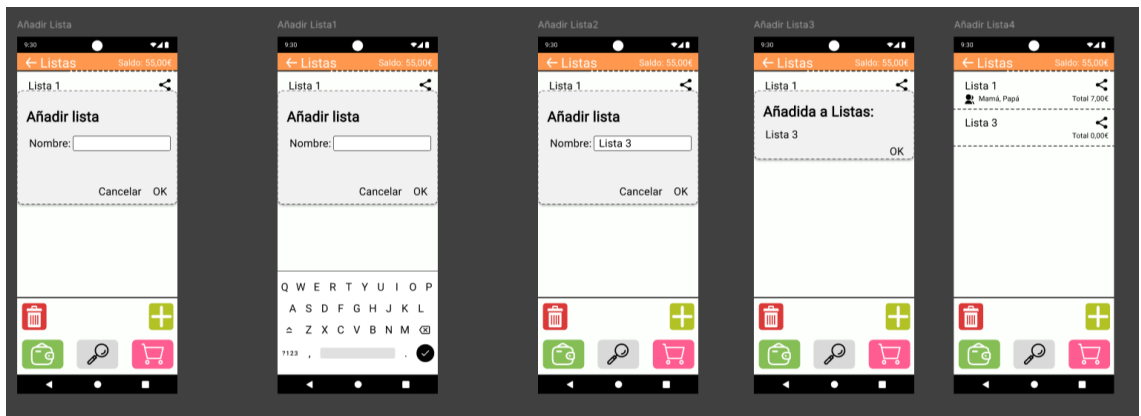 Añadir Lista
9:30
Listas Saldo: 55,00€
Lista 1
Añadir lista
Nombre:
Cancelar OK
Añadir Lista1
9:30
Listas Saldo: 55,00€
Lista 1
Añadir lista
Nombre:
Cancelar OK
Q W E R T Y U I O P
A S D F G H J K L
Z X C V B N M
?123 , .
Añadir Lista2
9:30
Listas Saldo: 55,00€
Lista 1
Añadir lista
Nombre: Lista 3
Cancelar OK
Añadir Lista3
9:30
Listas Saldo: 55,00€
Lista 1
Añadida a Listas:
Lista 3
OK
Añadir Lista4
9:30
Listas Saldo: 55,00€
Lista 1
Mamá, Papá Total 7,00€
Lista 3
Total 0,00€